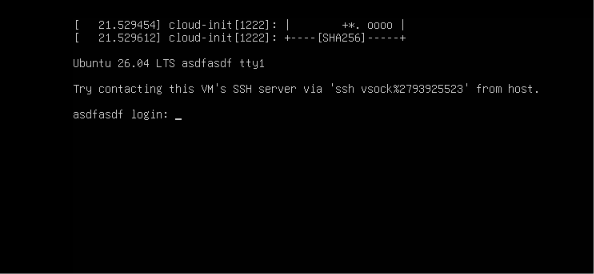 [   21.529454] cloud-init[1222]: |        +*. oooo |
[   21.529612] cloud-init[1222]: +----[SHA256]-----+
Ubuntu 26.04 LTS asdfasdf tty1
Try contacting this VM's SSH server via 'ssh vsock%2793925523' from host.
asdfasdf login: _